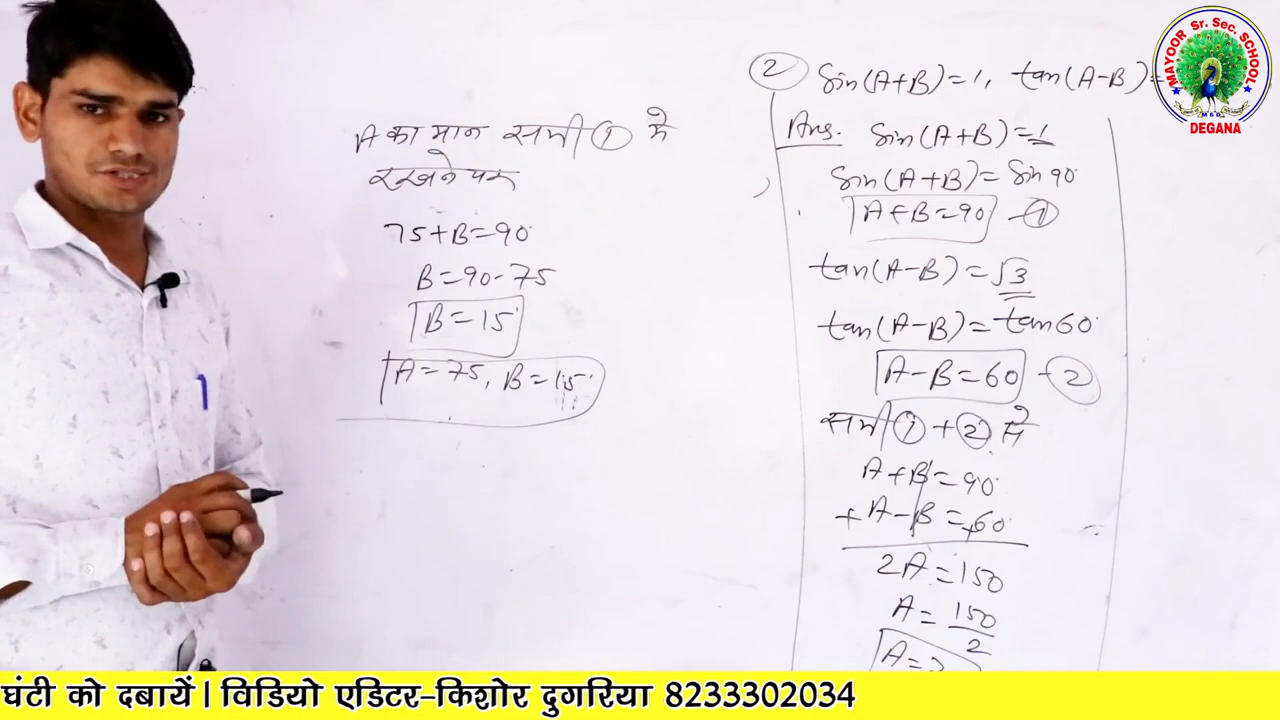 ② Sin(A+B)=1, tan(A-B)=
Ans. Sin(A+B)=1
Sin(A+B)=Sin 90°
A+B=90 -①
tan(A-B)=√3
tan(A-B)=tan60°
A-B=60 -②
समी ① + ② से
A+B=90°
+A-B=60°
2A=150
A=150/2
A=
A का मान समी ① में
रखने पर
75+B=90°
B=90-75
B=15°
A=75, B=15°
MAYOOR Sr. Sec. SCHOOL
DEGANA
घंटी को दबायें | विडियो एडिटर-किशोर दुगरिया 8233302034